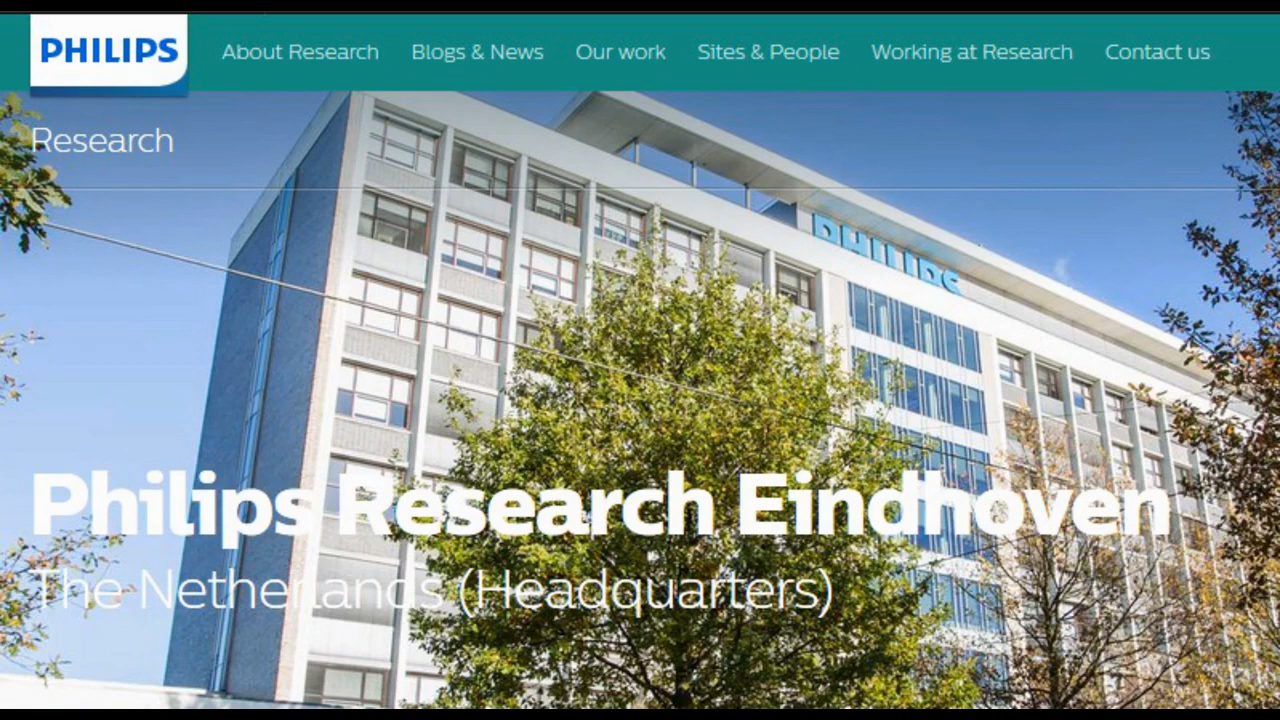 PHILIPS
About Research Blogs & News Our work Sites & People Working at Research Contact us
Research
PHILIPS
Philips Research Eindhoven
The Netherlands (Headquarters)